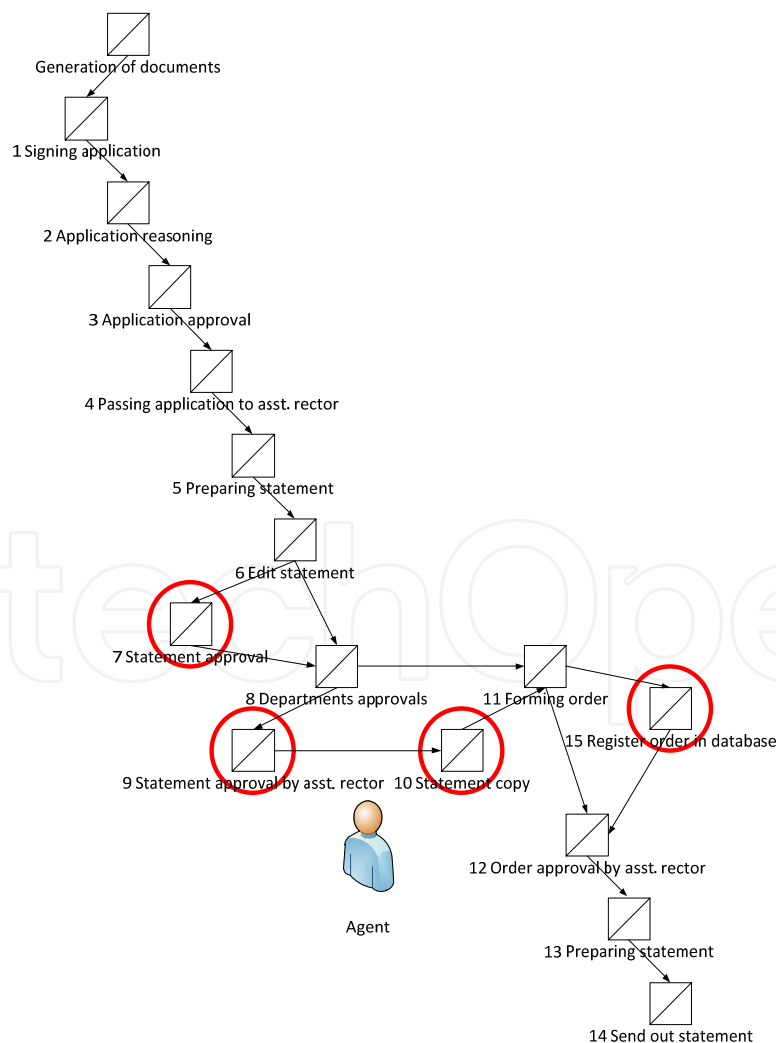 Generation of documents
1 Signing application
2 Application reasoning
3 Application approval
4 Passing application to asst. rector
5 Preparing statement
6 Edit statement
7 Statement approval
8 Departments approvals
11 Forming order
15 Register order in database
9 Statement approval by asst. rector
10 Statement copy
12 Order approval by asst. rector
Agent
13 Preparing statement
14 Send out statement
techOpe